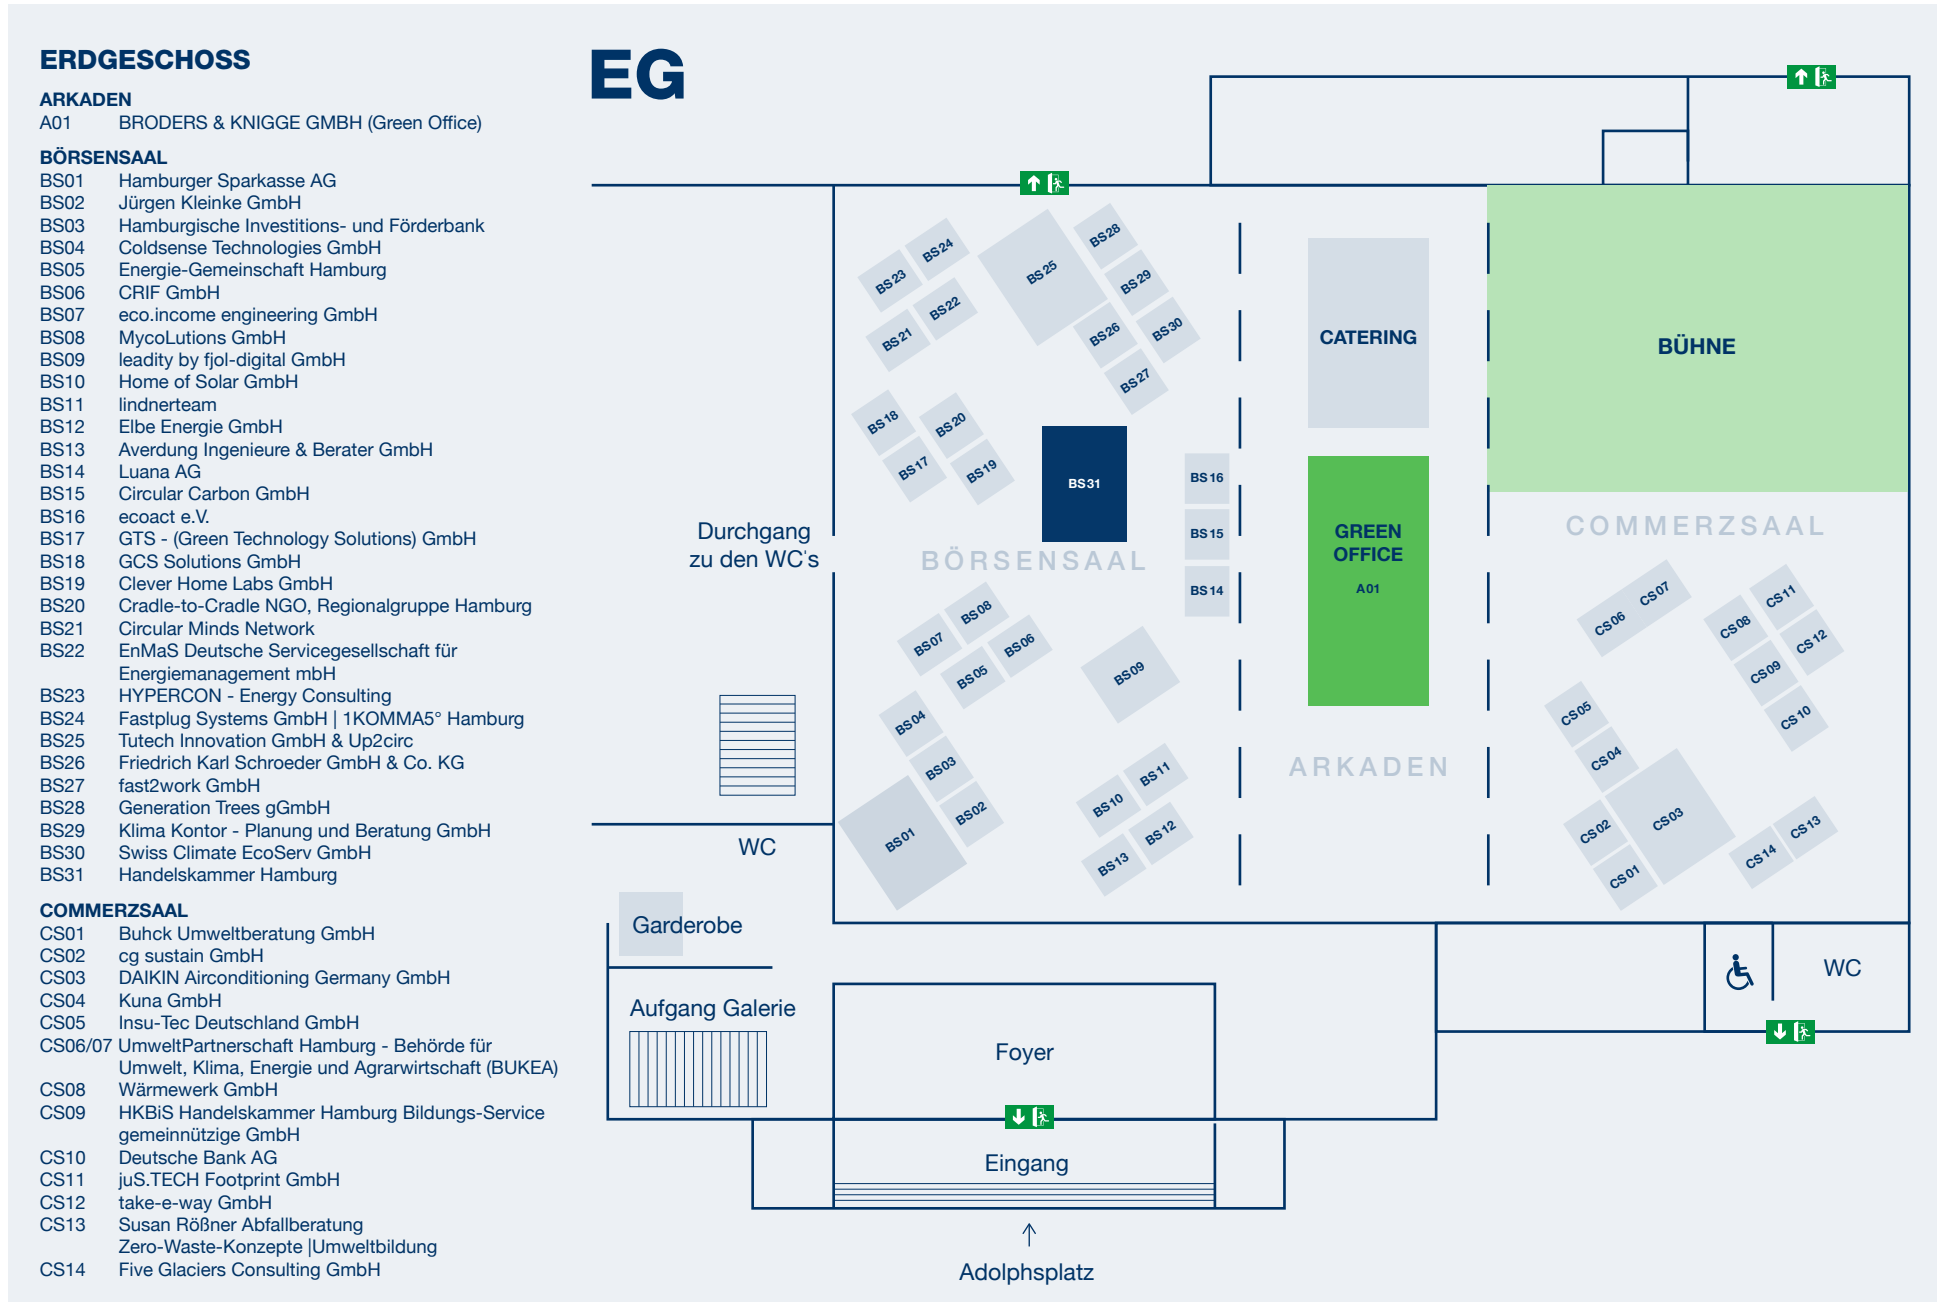 ERDGESCHOSS
ARKADEN
A01 BRODERS & KNIGGE GMBH (Green Office)
BÖRSENSAAL
BS01 Hamburger Sparkasse AG
BS02 Jürgen Kleinke GmbH
BS03 Hamburgische Investitions- und Förderbank
BS04 Coldsense Technologies GmbH
BS05 Energie-Gemeinschaft Hamburg
BS06 CRIF GmbH
BS07 eco.income engineering GmbH
BS08 MycoLutions GmbH
BS09 leadity by fjol-digital GmbH
BS10 Home of Solar GmbH
BS11 lindnerteam
BS12 Elbe Energie GmbH
BS13 Averdung Ingenieure & Berater GmbH
BS14 Luana AG
BS15 Circular Carbon GmbH
BS16 ecoact e.V.
BS17 GTS - (Green Technology Solutions) GmbH
BS18 GCS Solutions GmbH
BS19 Clever Home Labs GmbH
BS20 Cradle-to-Cradle NGO, Regionalgruppe Hamburg
BS21 Circular Minds Network
BS22 EnMaS Deutsche Servicegesellschaft für
Energiemanagement mbH
BS23 HYPERCON - Energy Consulting
BS24 Fastplug Systems GmbH | 1KOMMA5° Hamburg
BS25 Tutech Innovation GmbH & Up2circ
BS26 Friedrich Karl Schroeder GmbH & Co. KG
BS27 fast2work GmbH
BS28 Generation Trees gGmbH
BS29 Klima Kontor - Planung und Beratung GmbH
BS30 Swiss Climate EcoServ GmbH
BS31 Handelskammer Hamburg
COMMERZSAAL
CS01 Buhck Umweltberatung GmbH
CS02 cg sustain GmbH
CS03 DAIKIN Airconditioning Germany GmbH
CS04 Kuna GmbH
CS05 Insu-Tec Deutschland GmbH
CS06/07 UmweltPartnerschaft Hamburg - Behörde für
Umwelt, Klima, Energie und Agrarwirtschaft (BUKEA)
CS08 Wärmewerk GmbH
CS09 HKBiS Handelskammer Hamburg Bildungs-Service
gemeinnützige GmbH
CS10 Deutsche Bank AG
CS11 juS.TECH Footprint GmbH
CS12 take-e-way GmbH
CS13 Susan Rößner Abfallberatung
Zero-Waste-Konzepte |Umweltbildung
CS14 Five Glaciers Consulting GmbH
EG
BS24
BS23
BS22
BS21
BS25
BS28
BS29
BS30
BS26
BS27
BS18
BS17
BS20
BS19
BS31
BS16
BS15
BS14
BÖRSENSAAL
Durchgang
zu den WC's
BS08
BS07
BS06
BS05
BS09
BS04
BS03
BS02
BS01
BS11
BS10
BS12
BS13
CATERING
GREEN
OFFICE
A01
ARKADEN
BÜHNE
COMMERZSAAL
CS07
CS06
CS11
CS08
CS12
CS09
CS10
CS05
CS04
CS03
CS02
CS01
CS13
CS14
WC
Garderobe
Aufgang Galerie
Foyer
Eingang
Adolphsplatz
WC